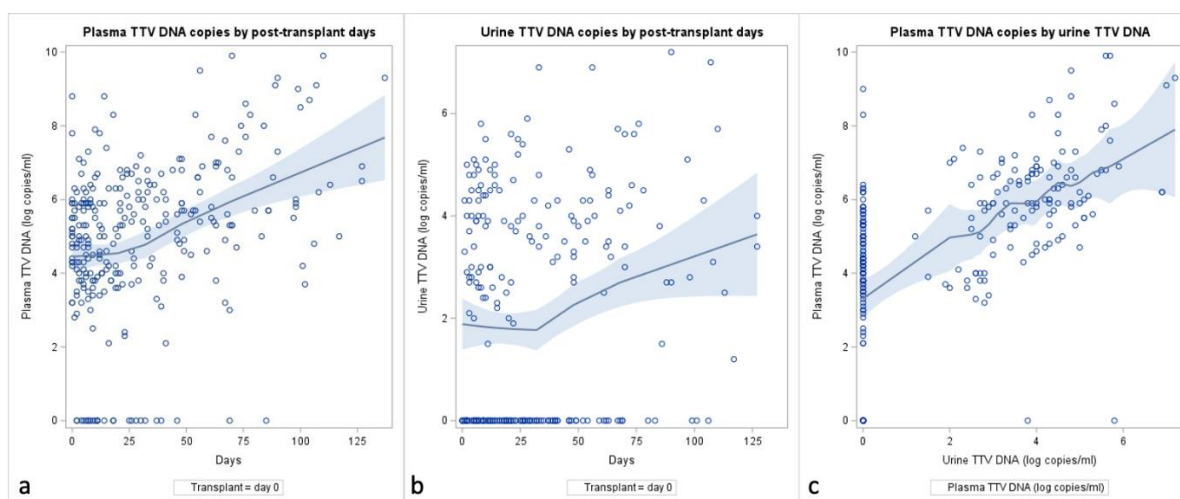 Plasma TTV DNA copies by post-transplant days
10
8
6
4
2
0
Plasma TTV DNA (log copies/ml)
0
25
50
75
100
125
Days
a
Transplant = day 0
Urine TTV DNA copies by post-transplant days
6
4
2
0
Urine TTV DNA (log copies/ml)
0
25
50
75
100
125
Days
b
Transplant = day 0
Plasma TTV DNA copies by urine TTV DNA
10
8
6
4
2
0
Plasma TTV DNA (log copies/ml)
0
2
4
6
Urine TTV DNA (log copies/ml)
c
Plasma TTV DNA (log copies/ml)